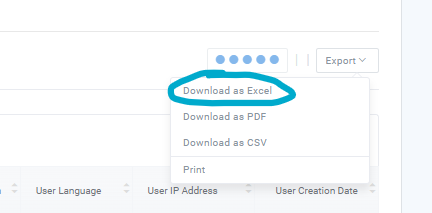 Export
Download as Excel
Download as PDF
Download as CSV
Print
User Language
User IP Address
User Creation Date